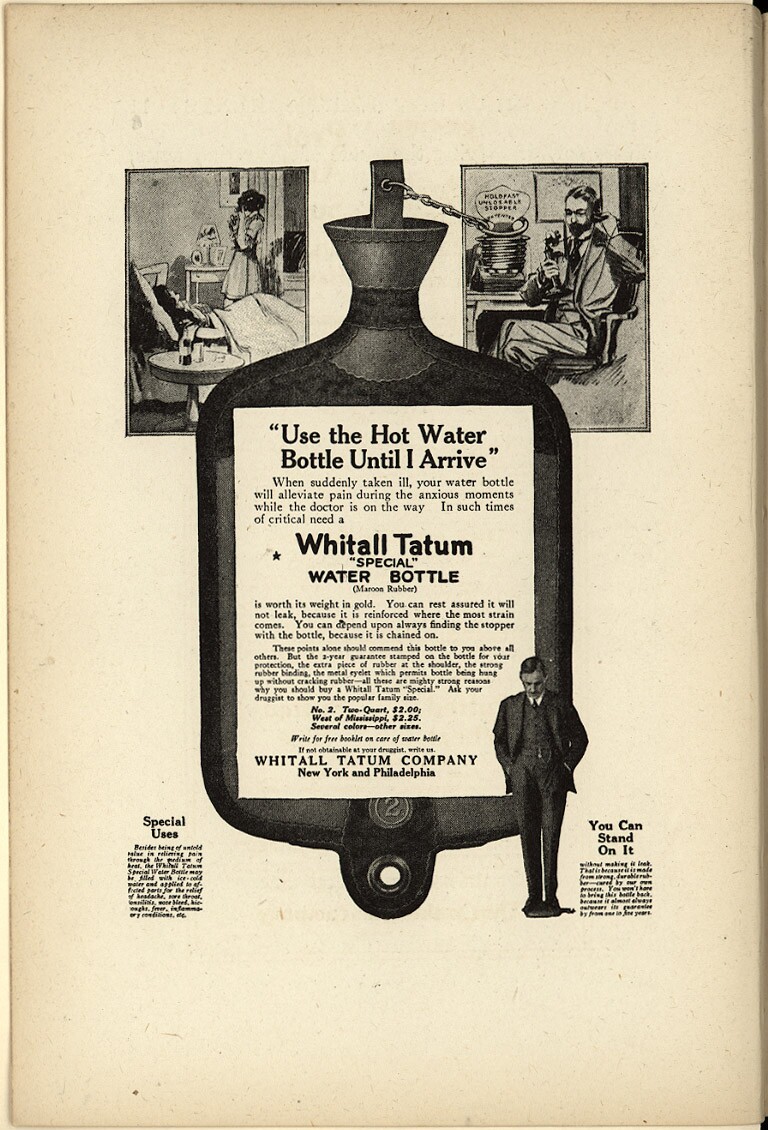 HOLDFAST
UNLOSABLE
STOPPER
"Use the Hot Water
Bottle Until I Arrive"
When suddenly taken ill, your water bottle
will alleviate pain during the anxious moments
while the doctor is on the way In such times
of critical need a
Whitall Tatum
"SPECIAL"
WATER BOTTLE
(Maroon Rubber)
is worth its weight in gold. You can rest assured it will
not leak, because it is reinforced where the most strain
comes. You can depend upon always finding the stopper
with the bottle, because it is chained on.
These points alone should commend this bottle to you above all
others. But the 2-year guarantee stamped on the bottle for your
protection, the extra piece of rubber at the shoulder, the strong
rubber binding, the metal eyelet which permits bottle being hung
up without cracking rubber—all these are mighty strong reasons
why you should buy a Whitall Tatum "Special." Ask your
druggist to show you the popular family size.
No. 2. Two-Quart, $2.00;
West of Mississippi, $2.25.
Several colors—other sizes.
Write for free booklet on care of water bottle
If not obtainable at your druggist, write us.
WHITALL TATUM COMPANY
New York and Philadelphia
2
Special
Uses
Besides being of untold
value in relieving pain
through the medium of
heat, the Whitall Tatum
Special Water Bottle may
be filled with ice-cold
water and applied to af-
fected parts for the relief
of headache, sore throat,
tonsilitis, nose bleed, hic-
coughs, fever, inflamma-
ory conditions, etc.
You Can
Stand
On It
without making it leak.
That is because it is made
from strong, durable rub-
ber—cured by our own
process. You won't have
to bring this bottle back,
because it almost always
outwears its guarantee
by from one to five years.